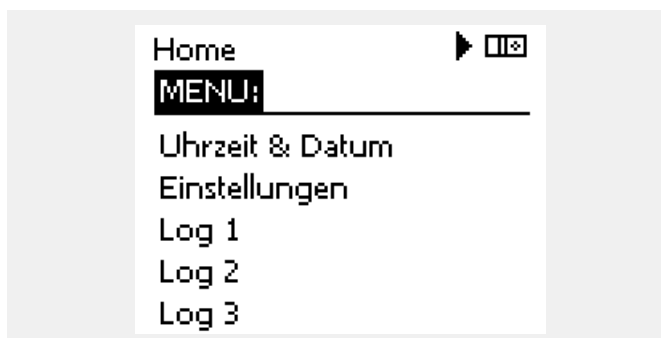 Home
MENU:
Uhrzeit & Datum
Einstellungen
Log 1
Log 2
Log 3